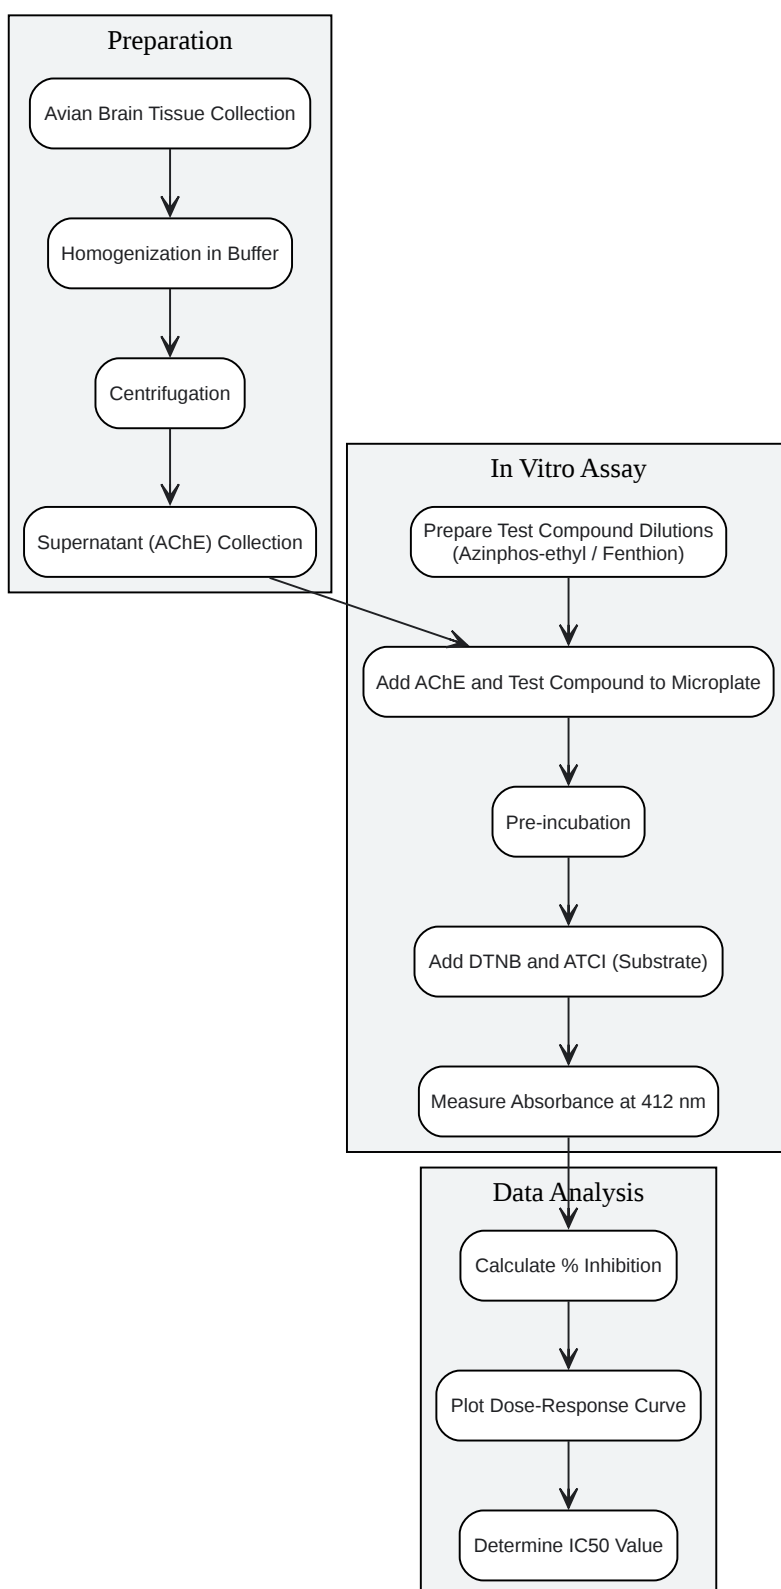 Preparation
Avian Brain Tissue Collection
Homogenization in Buffer
Centrifugation
Supernatant (AChE) Collection
In Vitro Assay
Prepare Test Compound Dilutions
(Azinphos-ethyl / Fenthion)
Add AChE and Test Compound to Microplate
Pre-incubation
Add DTNB and ATCI (Substrate)
Measure Absorbance at 412 nm
Data Analysis
Calculate % Inhibition
Plot Dose-Response Curve
Determine IC50 Value